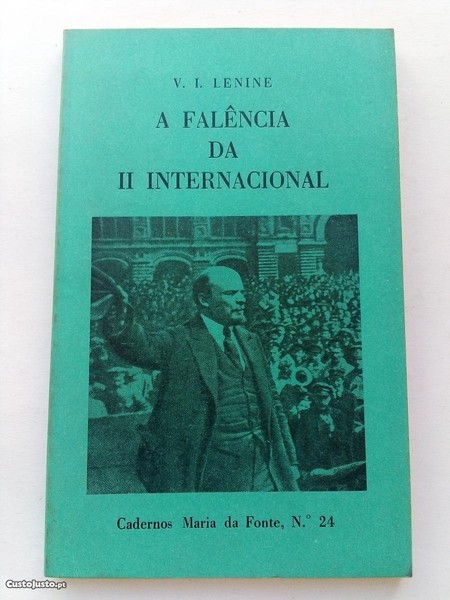 V. I. LENINE
A FALÊNCIA
DA
II INTERNACIONAL
Cadernos Maria da Fonte, N.° 24
CustoJusto.pt